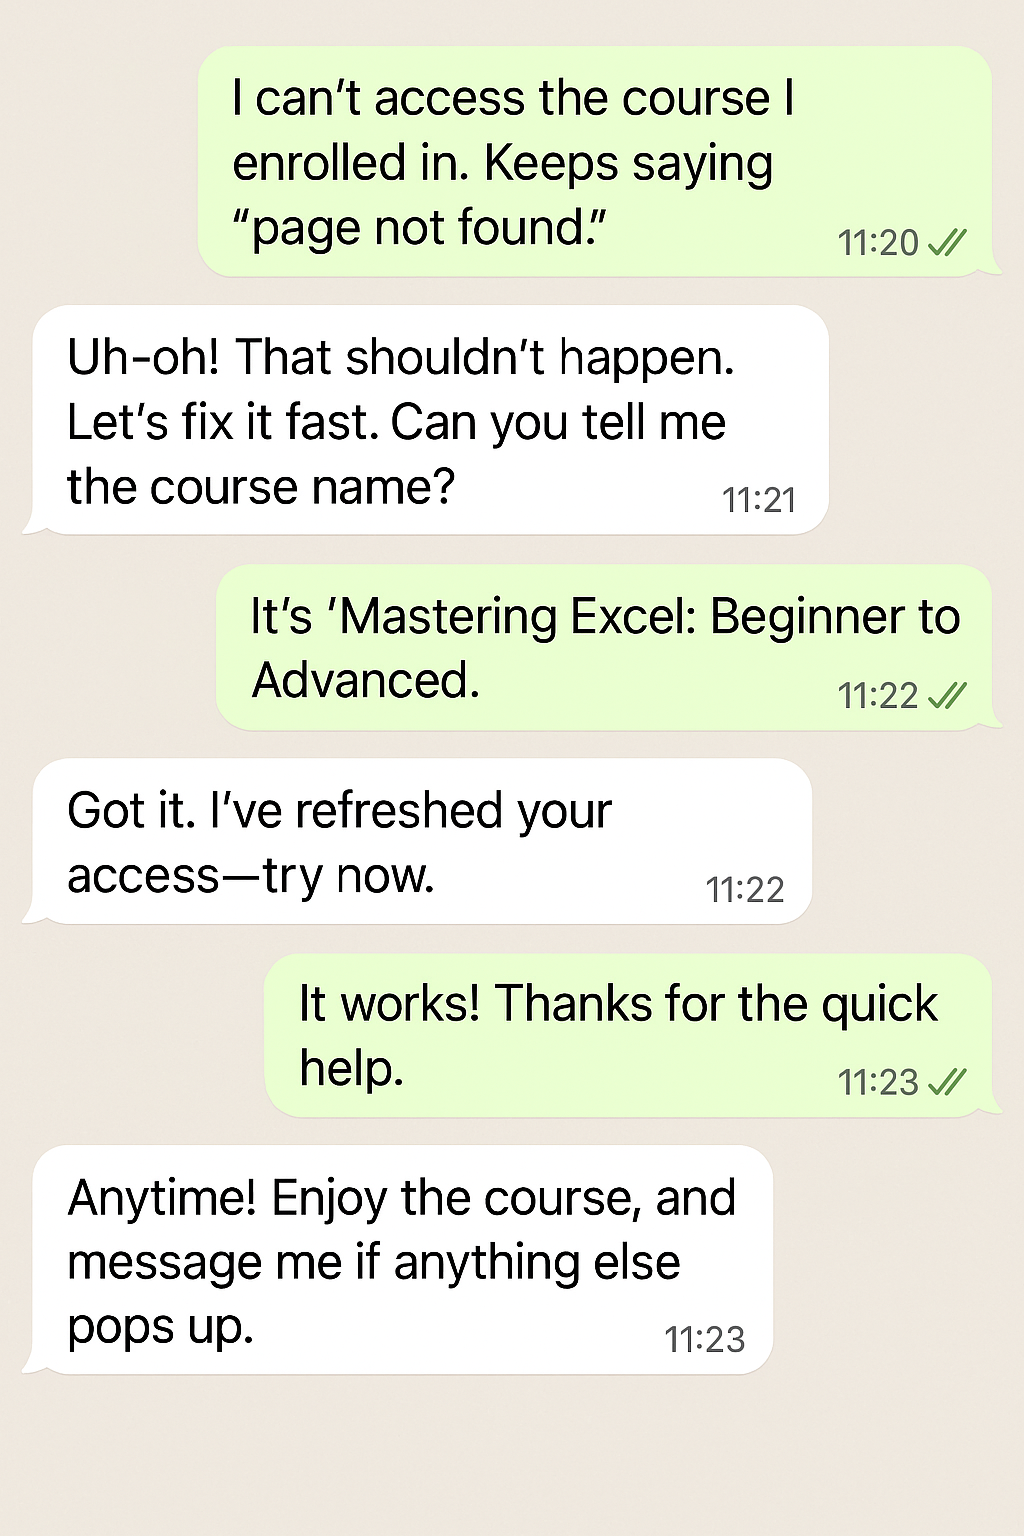 I can’t access the course I
enrolled in. Keeps saying
“page not found.”
11:20
Uh-oh! That shouldn’t happen.
Let’s fix it fast. Can you tell me
the course name?
11:21
It’s ’Mastering Excel: Beginner to
Advanced.
11:22
Got it. I’ve refreshed your
access—try now.
11:22
It works! Thanks for the quick
help.
11:23
Anytime! Enjoy the course, and
message me if anything else
pops up.
11:23